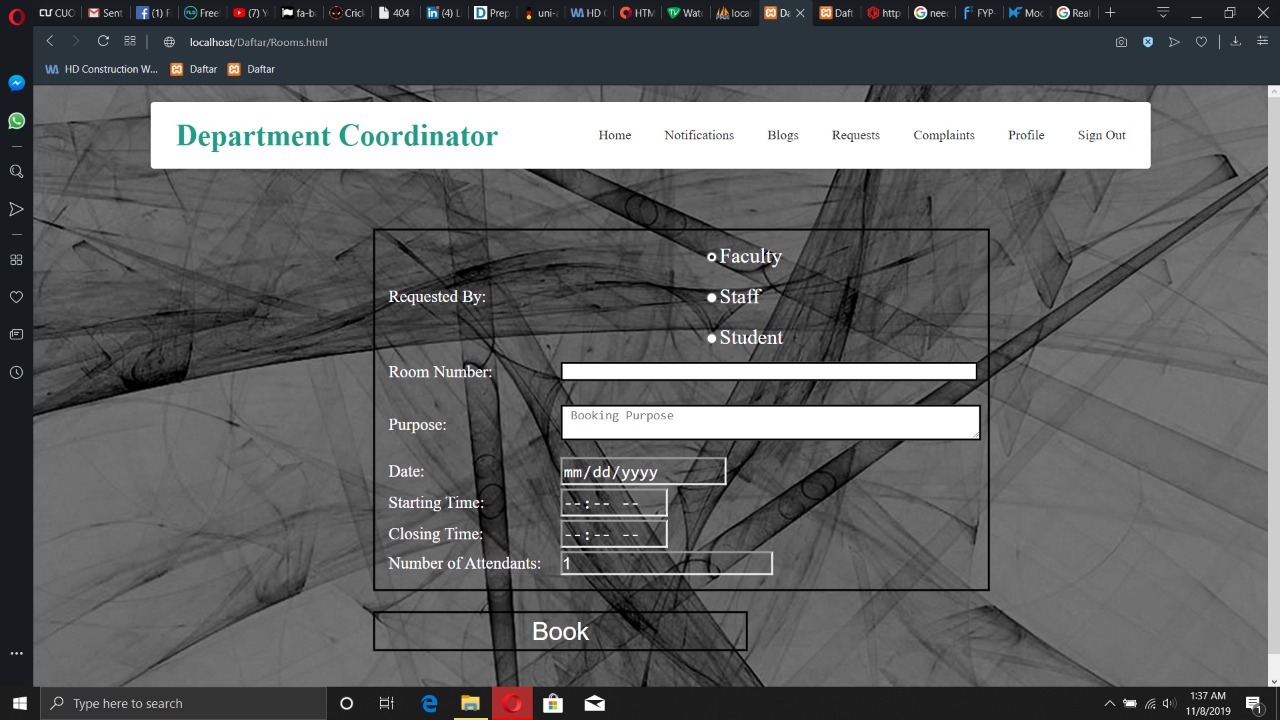 CUC
Sent
(1) F
Free
(7) Y
fa-b
Crick
404
(4) L
Prep
uni-
HD C
HTM
Wate
loca
Da
Daft
http
nee
FYP-
Moc
Real
localhost/Daftar/Rooms.html
HD Construction W... Daftar Daftar
Department Coordinator
Home Notifications Blogs Requests Complaints Profile Sign Out
Faculty
Requested By: Staff
Student
Room Number:
Purpose: Booking Purpose
Date: mm/dd/yyyy
Starting Time: --:-- --
Closing Time: --:-- --
Number of Attendants: 1
Book
Type here to search
1:37 AM
11/8/2019